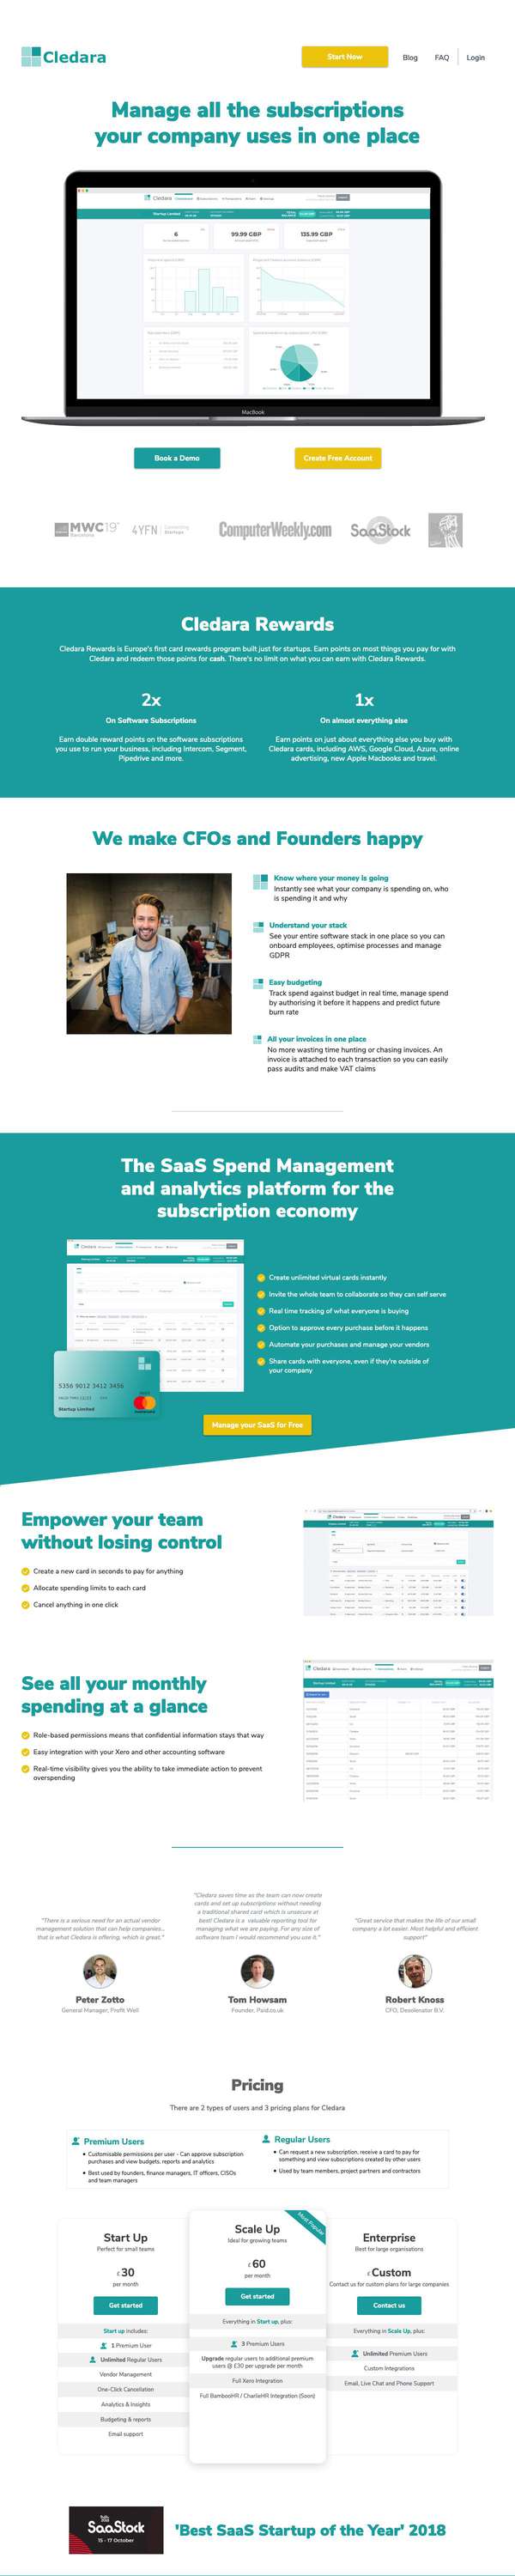 Cledara
Start Now
Blog
FAQ
Login
Manage all the subscriptions
your company uses in one place
Cledara
Startup Limited
6
99.99 GBP
135.99 GBP
MacBook
Book a Demo
Create Free Account
MWC19
Barcelona
4YFN
Connecting
Startups
ComputerWeekly.com
SaaStock
Cledara Rewards
Cledara Rewards is Europe's first card rewards program built just for startups. Earn points on most things you pay for with
Cledara and redeem those points for cash. There's no limit on what you can earn with Cledara Rewards.
2x
On Software Subscriptions
Earn double reward points on the software subscriptions
you use to run your business, including Intercom, Segment,
Pipedrive and more.
1x
On almost everything else
Earn points on just about everything else you buy with
Cledara cards, including AWS, Google Cloud, Azure, online
advertising, new Apple Macbooks and travel.
We make CFOs and Founders happy
Know where your money is going
Instantly see what your company is spending on, who
is spending it and why
Understand your stack
See your entire software stack in one place so you can
onboard employees, optimise processes and manage
GDPR
Easy budgeting
Track spend against budget in real time, manage spend
by authorising it before it happens and predict future
burn rate
All your invoices in one place
No more wasting time hunting or chasing invoices. An
invoice is attached to each transaction so you can easily
pass audits and make VAT claims
The SaaS Spend Management
and analytics platform for the
subscription economy
Cledara
5356 9012 3412 3456
Startup Limited
Create unlimited virtual cards instantly
Invite the whole team to collaborate so they can self serve
Real time tracking of what everyone is buying
Option to approve every purchase before it happens
Automate your purchases and manage your vendors
Share cards with everyone, even if they're outside of
your company
Manage your SaaS for Free
Empower your team
without losing control
Create a new card in seconds to pay for anything
Allocate spending limits to each card
Cancel anything in one click
Cledara
See all your monthly
spending at a glance
Role-based permissions means that confidential information stays that way
Easy integration with your Xero and other accounting software
Real-time visibility gives you the ability to take immediate action to prevent
overspending
Cledara
"There is a serious need for an actual vendor
management solution that can help companies...
that is what Cledara is offering, which is great."
Peter Zotto
General Manager, Profit Well
"Cledara saves time as the team can now create
cards and set up subscriptions without needing
a traditional shared card which is unsecure at
best! Cledara is a valuable reporting tool for
managing what we are paying. For any size of
software team I would recommend you use it."
Tom Howsam
Founder, Paid.co.uk
"Great service that makes the life of our small
company a lot easier. Most helpful and efficient
support"
Robert Knoss
CFO, Desolenator B.V.
Pricing
There are 2 types of users and 3 pricing plans for Cledara
Premium Users
Customisable permissions per user - Can approve subscription
purchases and view budgets, reports and analytics
Best used by founders, finance managers, IT officers, CISOs
and team managers
Regular Users
Can request a new subscription, receive a card to pay for
something and view subscriptions created by other users
Used by team members, project partners and contractors
Start Up
Perfect for small teams
£ 30
per month
Get started
Start up includes:
1 Premium User
Unlimited Regular Users
Vendor Management
One-Click Cancellation
Analytics & Insights
Budgeting & reports
Email support
Most Popular
Scale Up
Ideal for growing teams
£ 60
per month
Get started
Everything in Start up, plus:
3 Premium Users
Upgrade regular users to additional premium
users @ £30 per upgrade per month
Full Xero Integration
Full BambooHR / CharlieHR Integration (Soon)
Enterprise
Best for large organisations
£ Custom
Contact us for custom plans for large companies
Contact us
Everything in Scale Up, plus:
Unlimited Premium Users
Custom Integrations
Email, Live Chat and Phone Support
SaaStock
15 - 17 October
'Best SaaS Startup of the Year' 2018